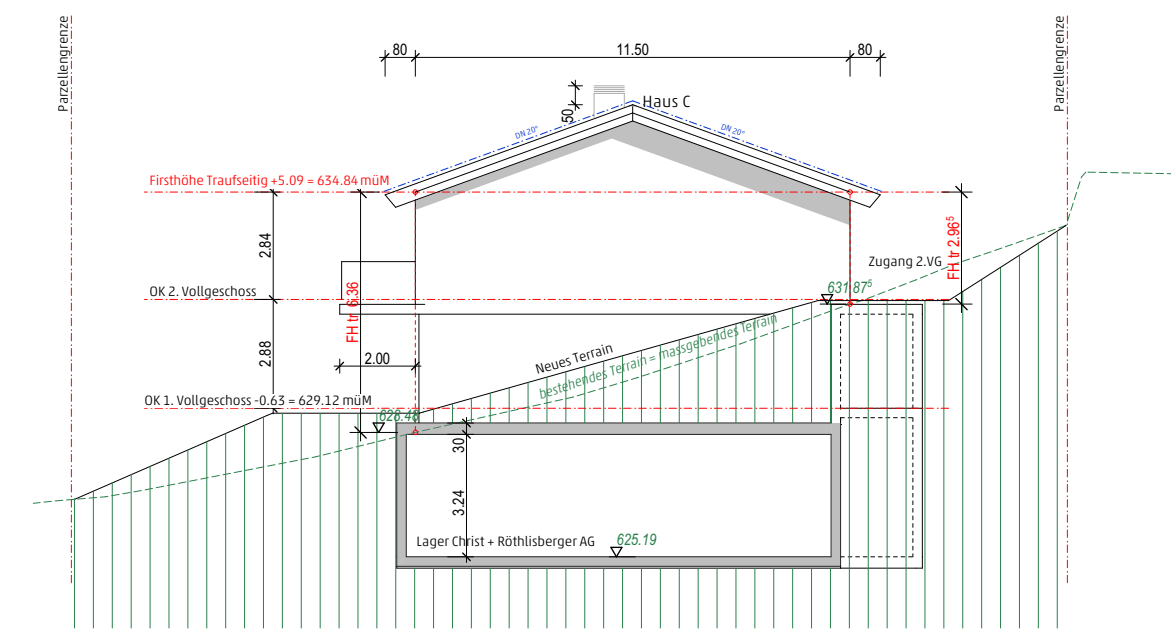 Parzellengrenze
Parzellengrenze
80
11.50
80
50
Haus C
DN 20°
DN 20°
Firsthöhe Traufseitig +5.09 = 634.84 müM
2.84
FH tr 6.36
FH tr 2.96⁵
Zugang 2.VG
OK 2. Vollgeschoss
631.87⁵
2.88
2.00
Neues Terrain
bestehendes Terrain = massgebendes Terrain
OK 1. Vollgeschoss -0.63 = 629.12 müM
628.48
30
3.24
Lager Christ + Röthlisberger AG
625.19